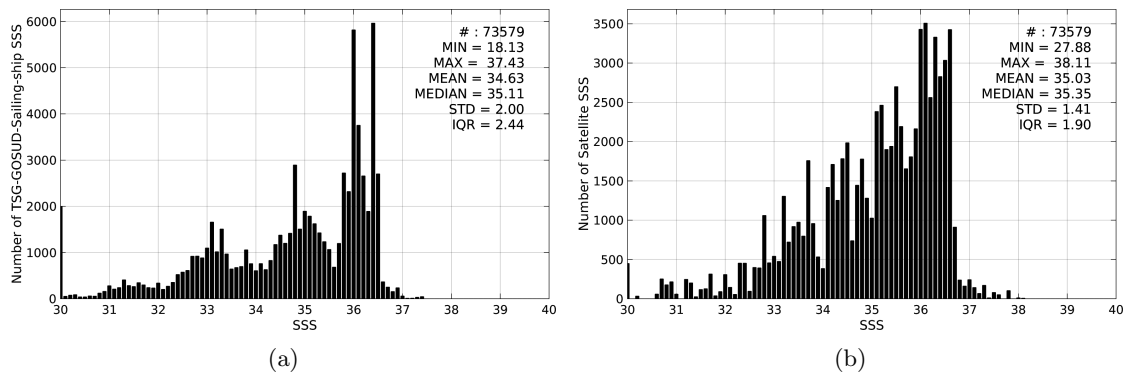 Number of TSG-GOSUD-Sailing-ship SSS
6000
5000
4000
3000
2000
1000
0
# : 73579
MIN = 18.13
MAX = 37.43
MEAN = 34.63
MEDIAN = 35.11
STD = 2.00
IQR = 2.44
30 31 32 33 34 35 36 37 38 39 40
SSS
(a)
Number of Satellite SSS
3500
3000
2500
2000
1500
1000
500
0
# : 73579
MIN = 27.88
MAX = 38.11
MEAN = 35.03
MEDIAN = 35.35
STD = 1.41
IQR = 1.90
30 31 32 33 34 35 36 37 38 39 40
SSS
(b)